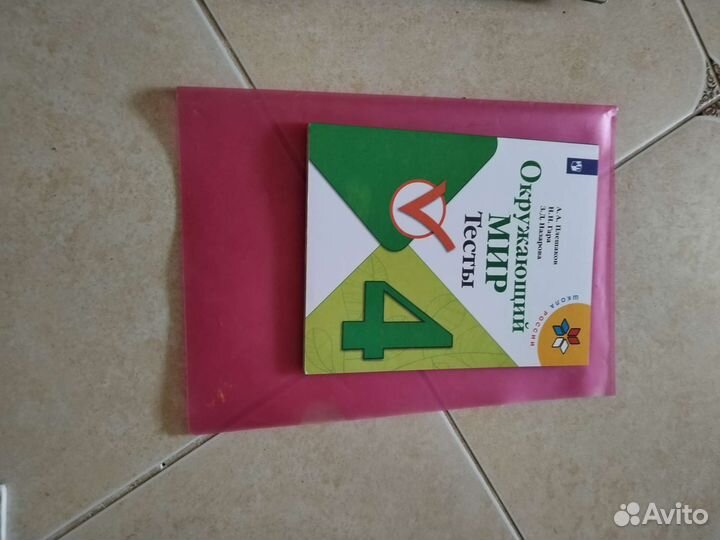 А. А. Плешаков
Н. Н. Гара
З. Д. Назарова
Окружающий
МИР
Тесты
4
ШКОЛА РОССИИ
Avito